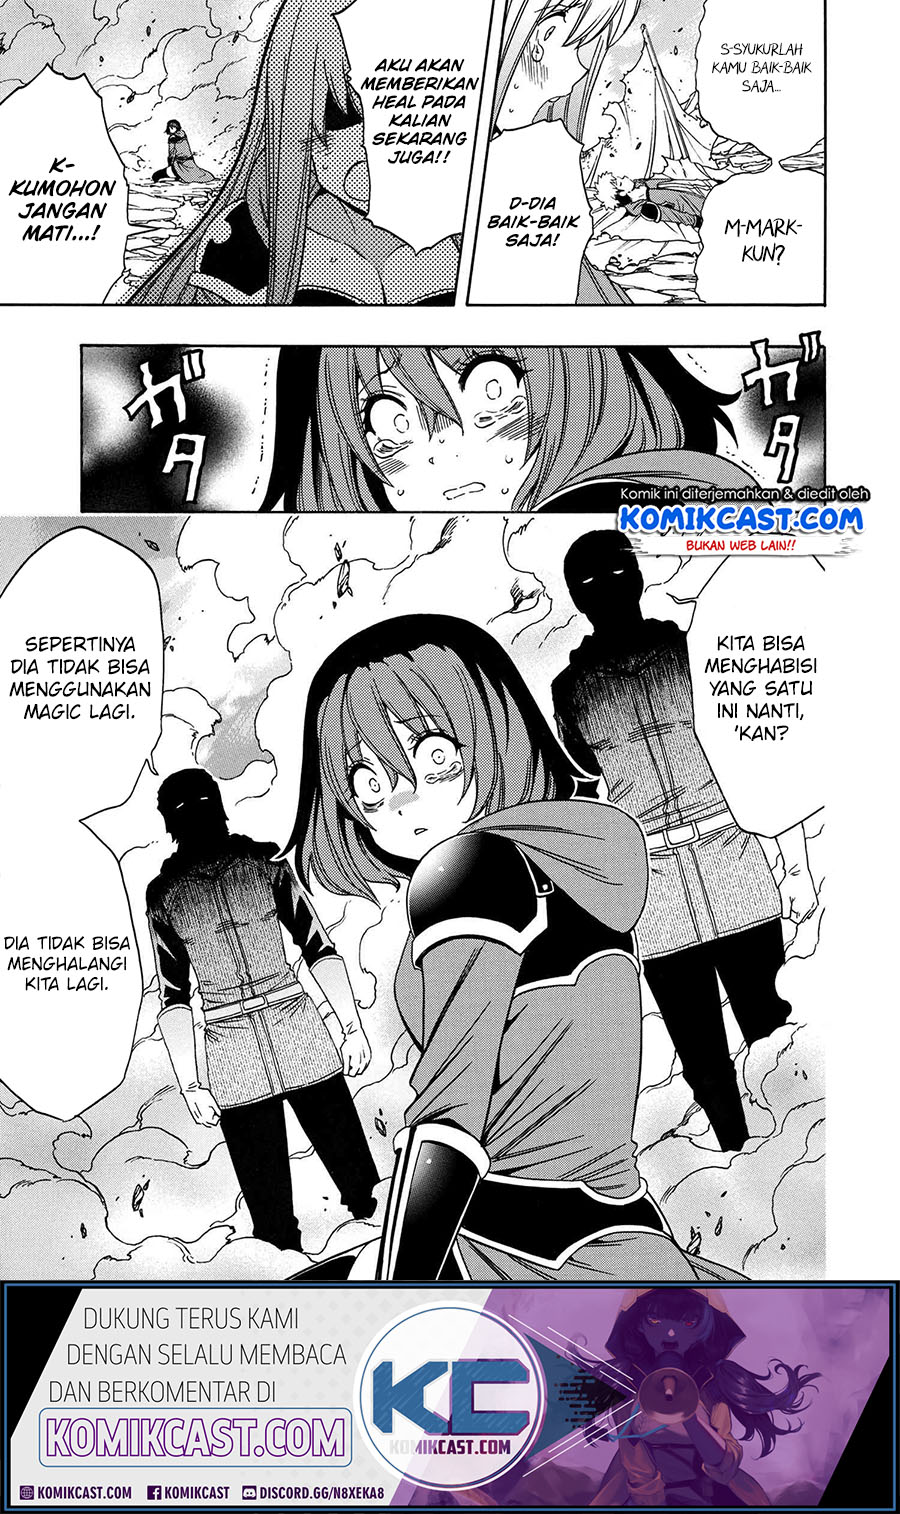 S-SYUKURLAH
KAMU BAIK-BAIK
SAJA...
M-MARK-
KUN?
D-DIA
BAIK-BAIK
SAJA!
AKU AKAN
MEMBERIKAN
HEAL PADA
KALIAN
SEKARANG
JUGA!!
K-
KUMOHON
JANGAN
MATI...!
ガタ
ガタ
Komik ini diterjemahkan & diedit oleh
KOMIKCAST.COM
BUKAN WEB LAIN!!
KITA BISA
MENGHABISI
YANG SATU
INI NANTI,
'KAN?
SEPERTINYA
DIA TIDAK BISA
MENGGUNAKAN
MAGIC LAGI.
DIA TIDAK BISA
MENGHALANGI
KITA LAGI.
DUKUNG TERUS KAMI
DENGAN SELALU MEMBACA
DAN BERKOMENTAR DI
KOMIKCAST.COM
KC
KOMIKCAST.COM
KOMIKCAST.COM KOMIKCAST DISCORD.GG/N8XEKA8